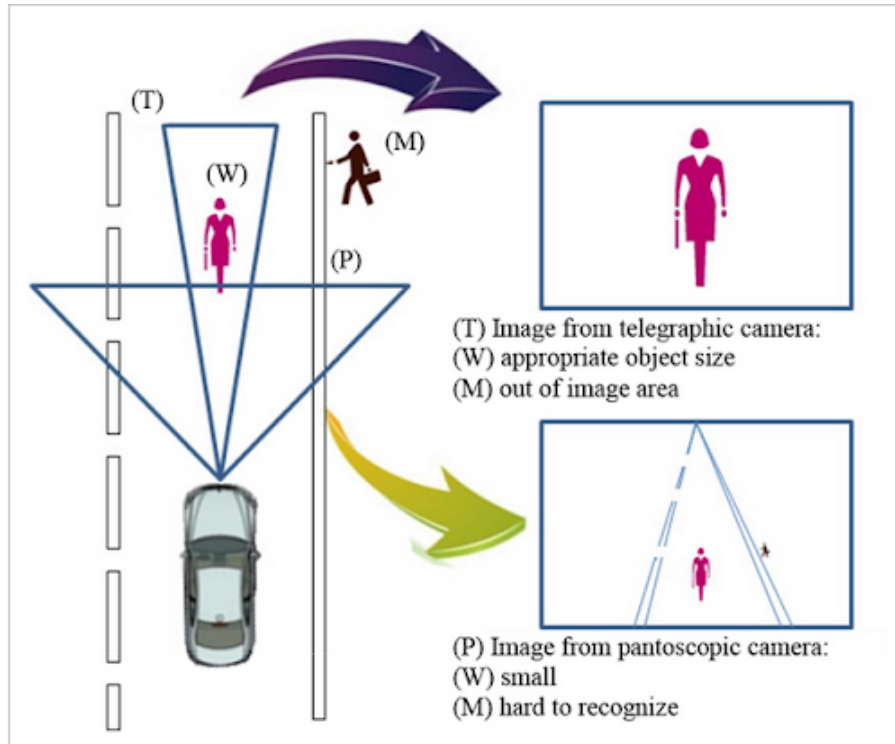 (T)
(M)
(W)
(P)
(T) Image from telegraphic camera:
(W) appropriate object size
(M) out of image area
(P) Image from pantoscopic camera:
(W) small
(M) hard to recognize